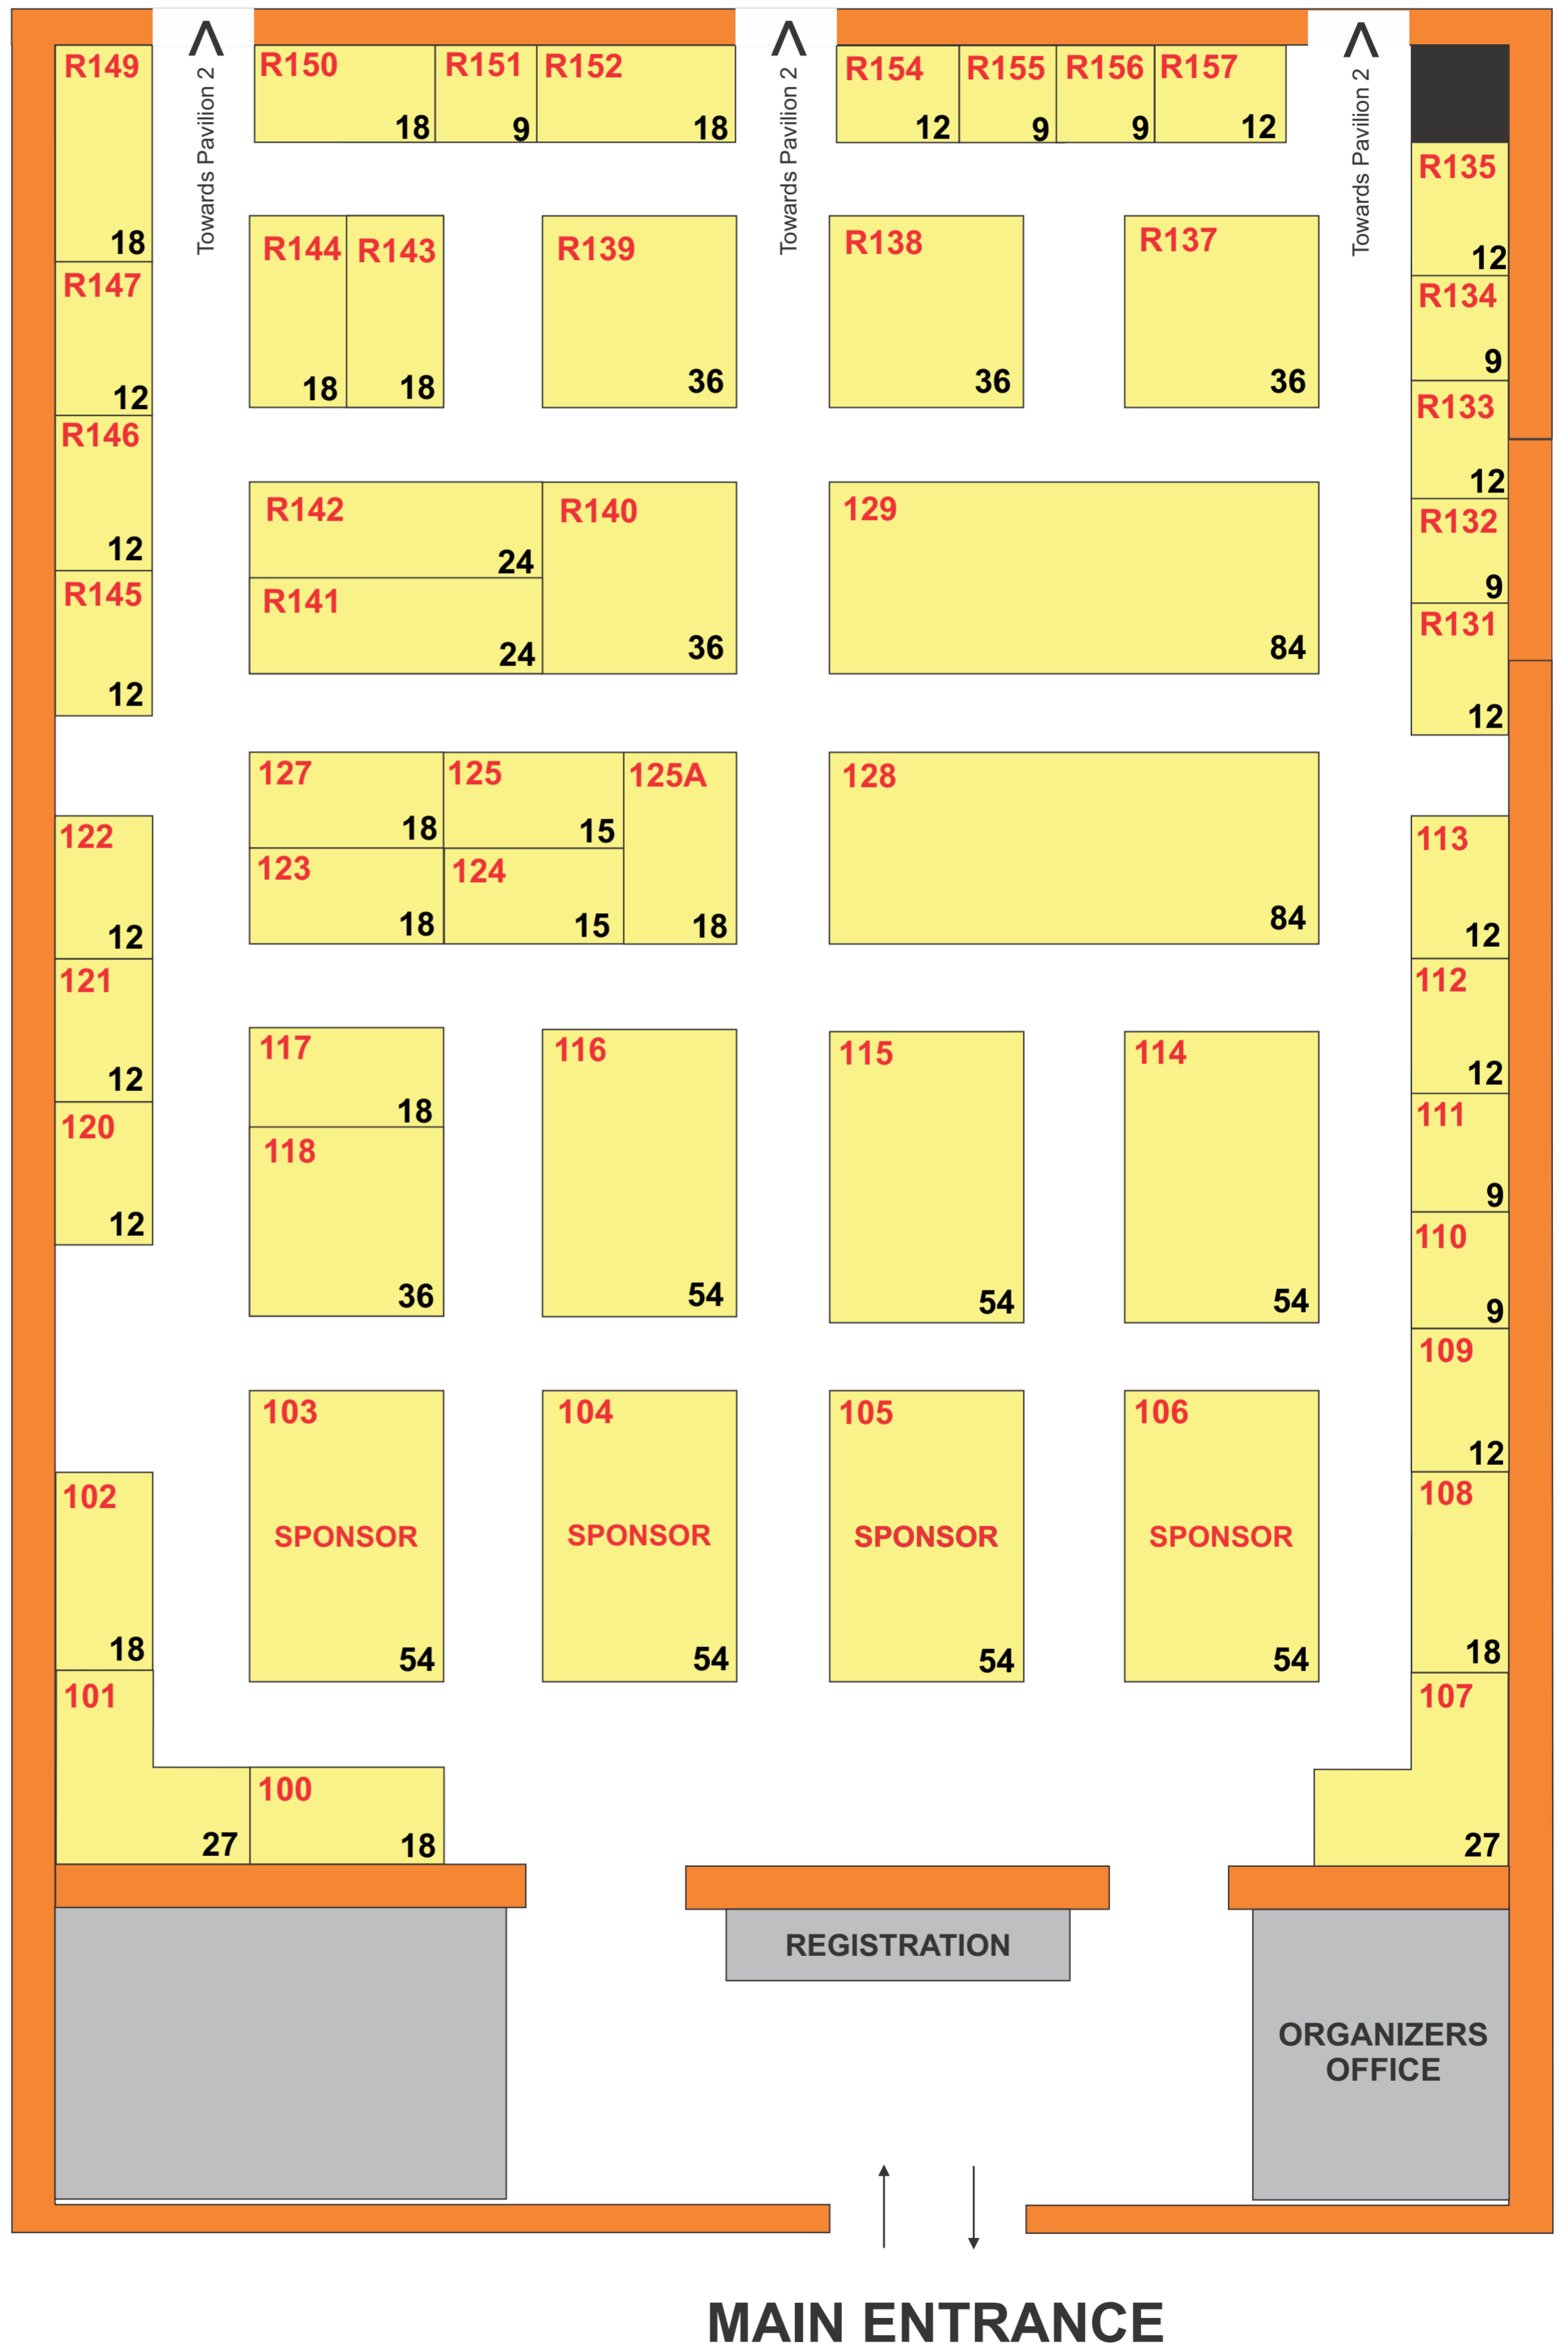 >
Towards Pavilion 2
>
Towards Pavilion 2
>
Towards Pavilion 2
R149
18
R150
18
R151
9
R152
18
R154
12
R155
9
R156
9
R157
12
R135
12
R147
12
R144
18
R143
18
R139
36
R138
36
R137
36
R134
9
R133
12
R146
12
R142
24
R140
36
129
84
R132
9
R145
12
R141
24
R131
12
127
18
125
15
125A
18
128
84
122
12
123
18
124
15
113
12
121
12
112
12
117
18
116
54
115
54
114
54
120
12
118
36
111
9
110
9
109
12
103
SPONSOR
54
104
SPONSOR
54
105
SPONSOR
54
106
SPONSOR
54
102
18
108
18
101
27
100
18
107
27
REGISTRATION
ORGANIZERS
OFFICE
MAIN ENTRANCE